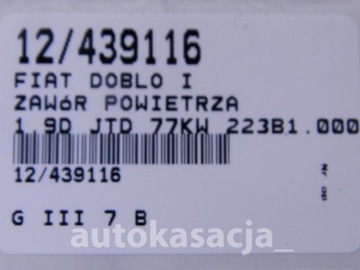 12/439116
FIAT DOBLO I
ZAWóR POWIETRZA
1.9D JTD 77KW 223B1.000
12/439116
G III 7 B
autokasacja_